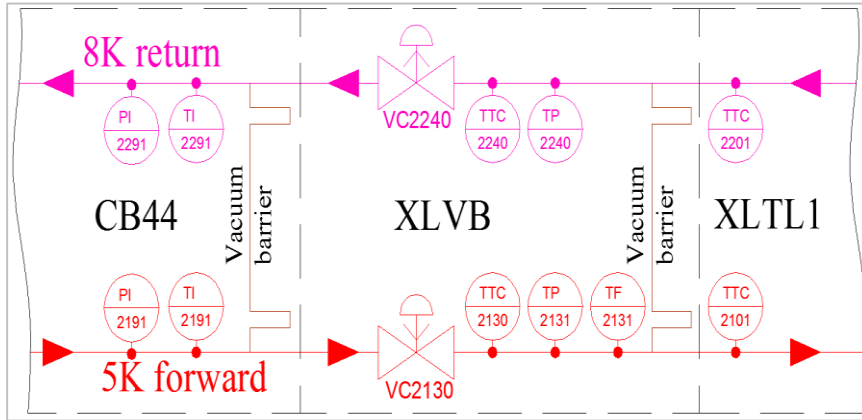 8K return
PI
2291
TI
2291
VC2240
TTC
2240
TP
2240
TTC
2201
Vacuum
barrier
Vacuum
barrier
CB44
XLVB
XLTL1
PI
2191
TI
2191
TTC
2130
TP
2131
TF
2131
TTC
2101
5K forward
VC2130